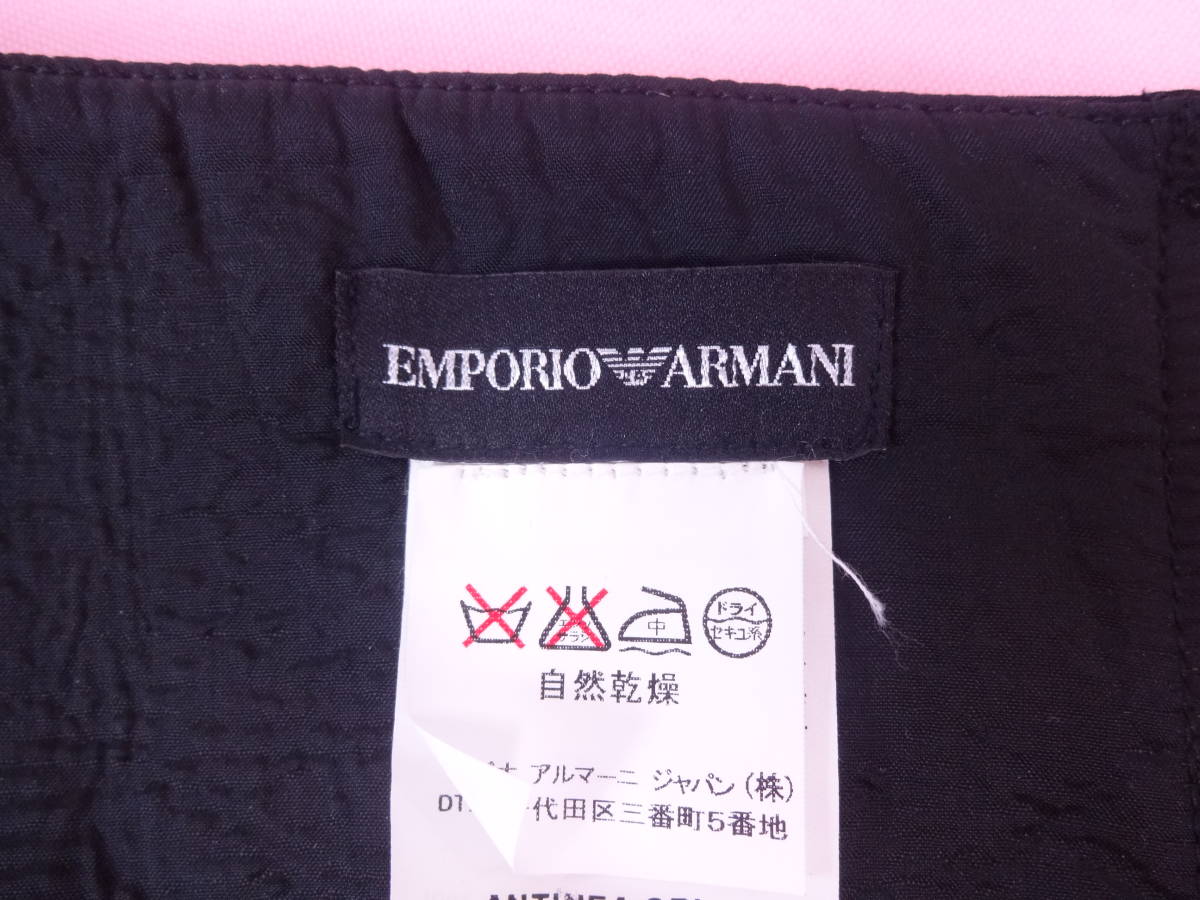 EMPORIO ARMANI
中
ドライ
セキユ系
自然乾燥
アルマーニ ジャパン(株)
代田区三番町5番地